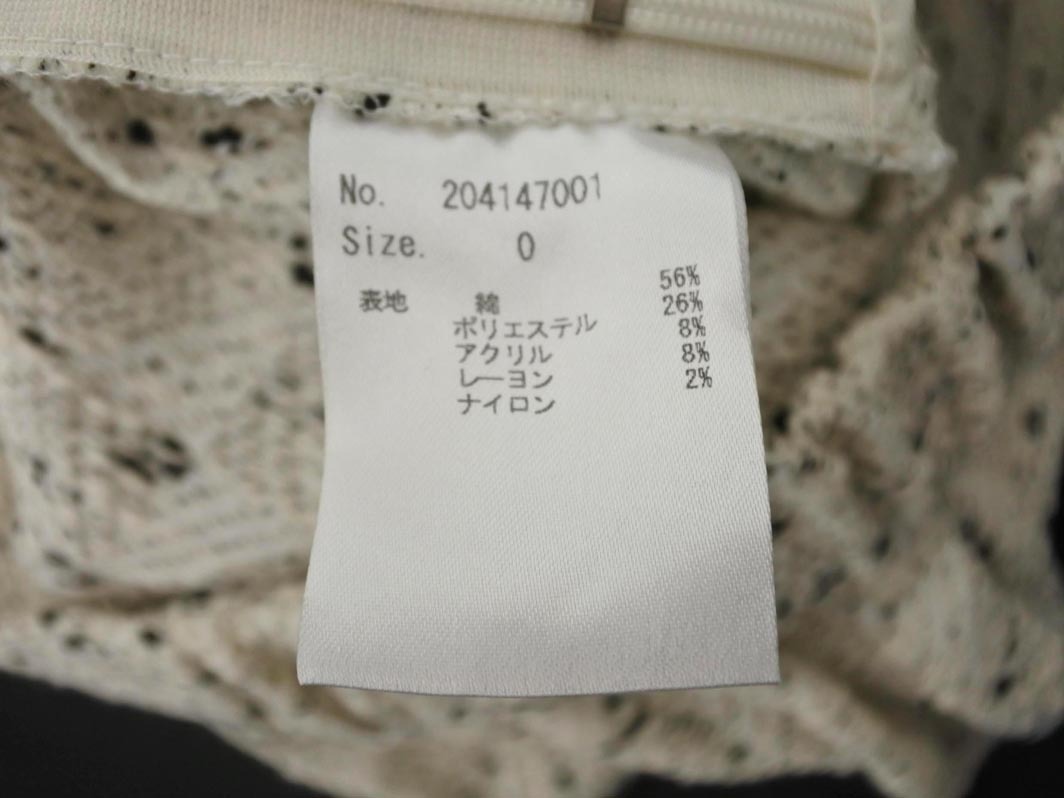 No. 204147001
Size. 0
表地 綿 56%
ポリエステル 26%
アクリル 8%
レーヨン 8%
ナイロン 2%